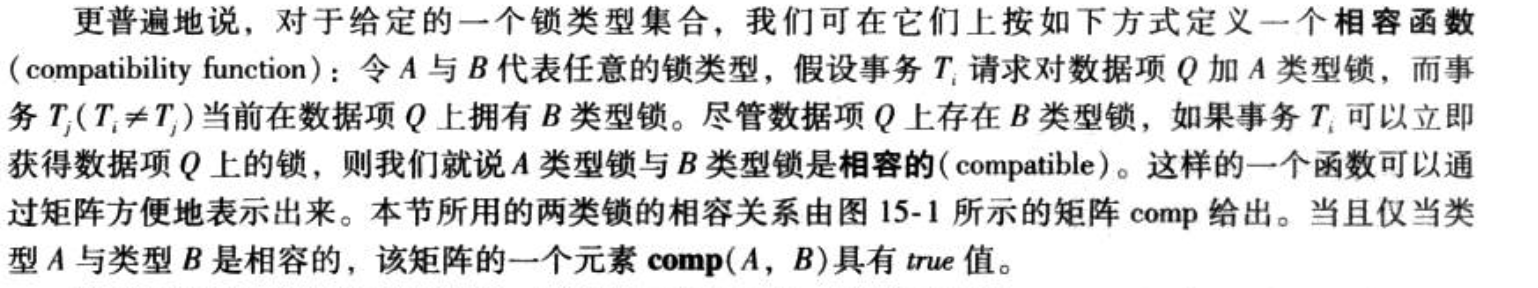 更普遍地说，对于给定的一个锁类型集合，我们可在它们上按如下方式定义一个相容函数
(compatibility function)：令 A 与 B 代表任意的锁类型，假设事务 Ti 请求对数据项 Q 加 A 类型锁，而事
务 Tj(Ti≠Tj)当前在数据项 Q 上拥有 B 类型锁。尽管数据项 Q 上存在 B 类型锁，如果事务 Ti 可以立即
获得数据项 Q 上的锁，则我们就说 A 类型锁与 B 类型锁是相容的(compatible)。这样的一个函数可以通
过矩阵方便地表示出来。本节所用的两类锁的相容关系由图 15-1 所示的矩阵 comp 给出。当且仅当类
型 A 与类型 B 是相容的，该矩阵的一个元素 comp(A, B)具有 true 值。